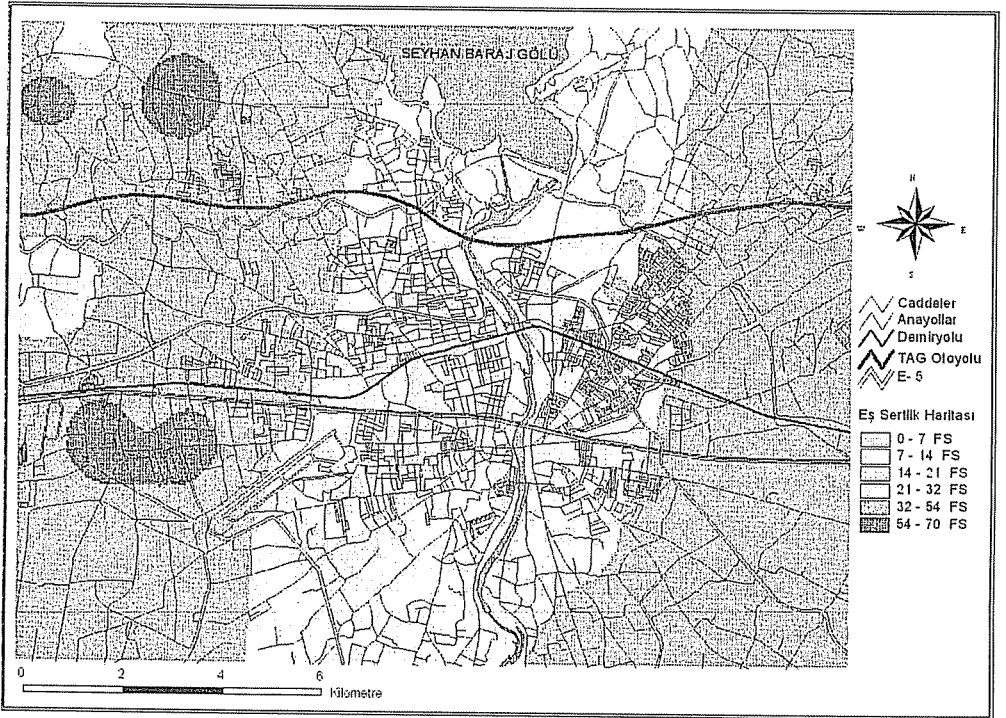 SEYHAN BARAJ GÖLÜ
N
E
S
Caddeler
Anayollar
Demiryolu
TAG Oloyolu
E- 5
Eş Sertlik Haritası
0 - 7 FS
7 - 14 FS
14 - 21 FS
21 - 32 FS
32 - 54 FS
54 - 70 FS
0 2 4 6
Kilometre